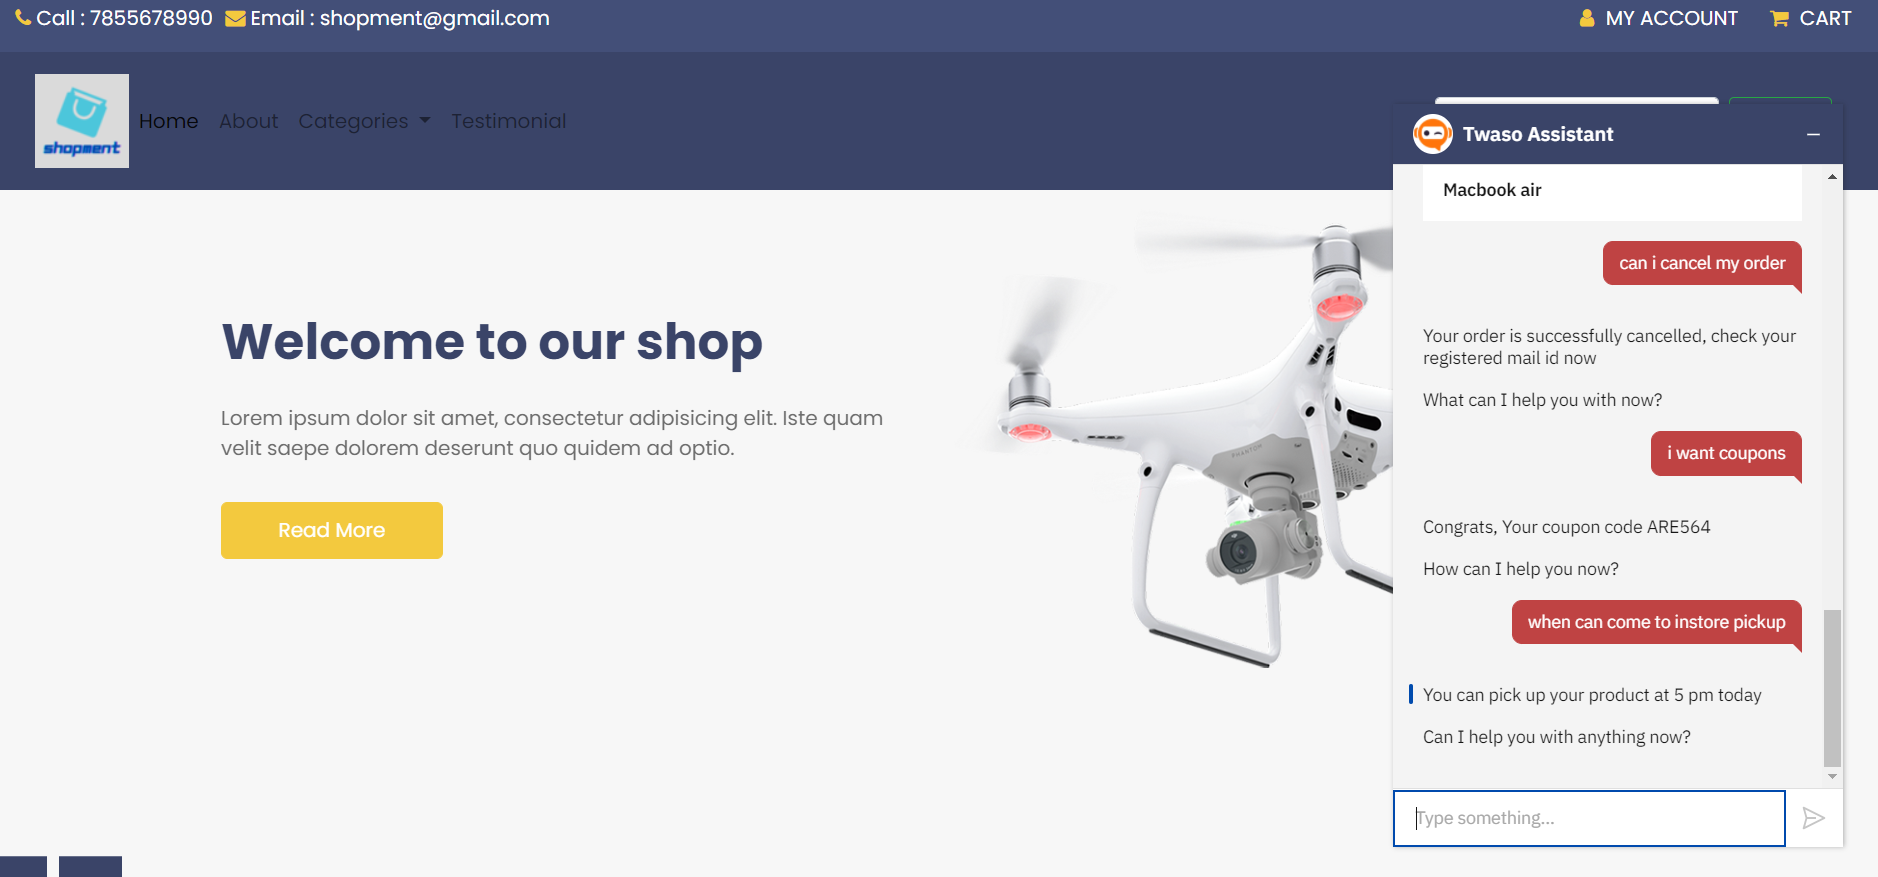 Call : 7855678990 Email : shopment@gmail.com MY ACCOUNT CART
shopment
Home About Categories Testimonial
Welcome to our shop
Lorem ipsum dolor sit amet, consectetur adipisicing elit. Iste quam
velit saepe dolorem deserunt quo quidem ad optio.
Read More
PHANTOM
Twaso Assistant
Macbook air
can i cancel my order
Your order is successfully cancelled, check your
registered mail id now
What can I help you with now?
i want coupons
Congrats, Your coupon code ARE564
How can I help you now?
when can come to instore pickup
You can pick up your product at 5 pm today
Can I help you with anything now?
Type something...